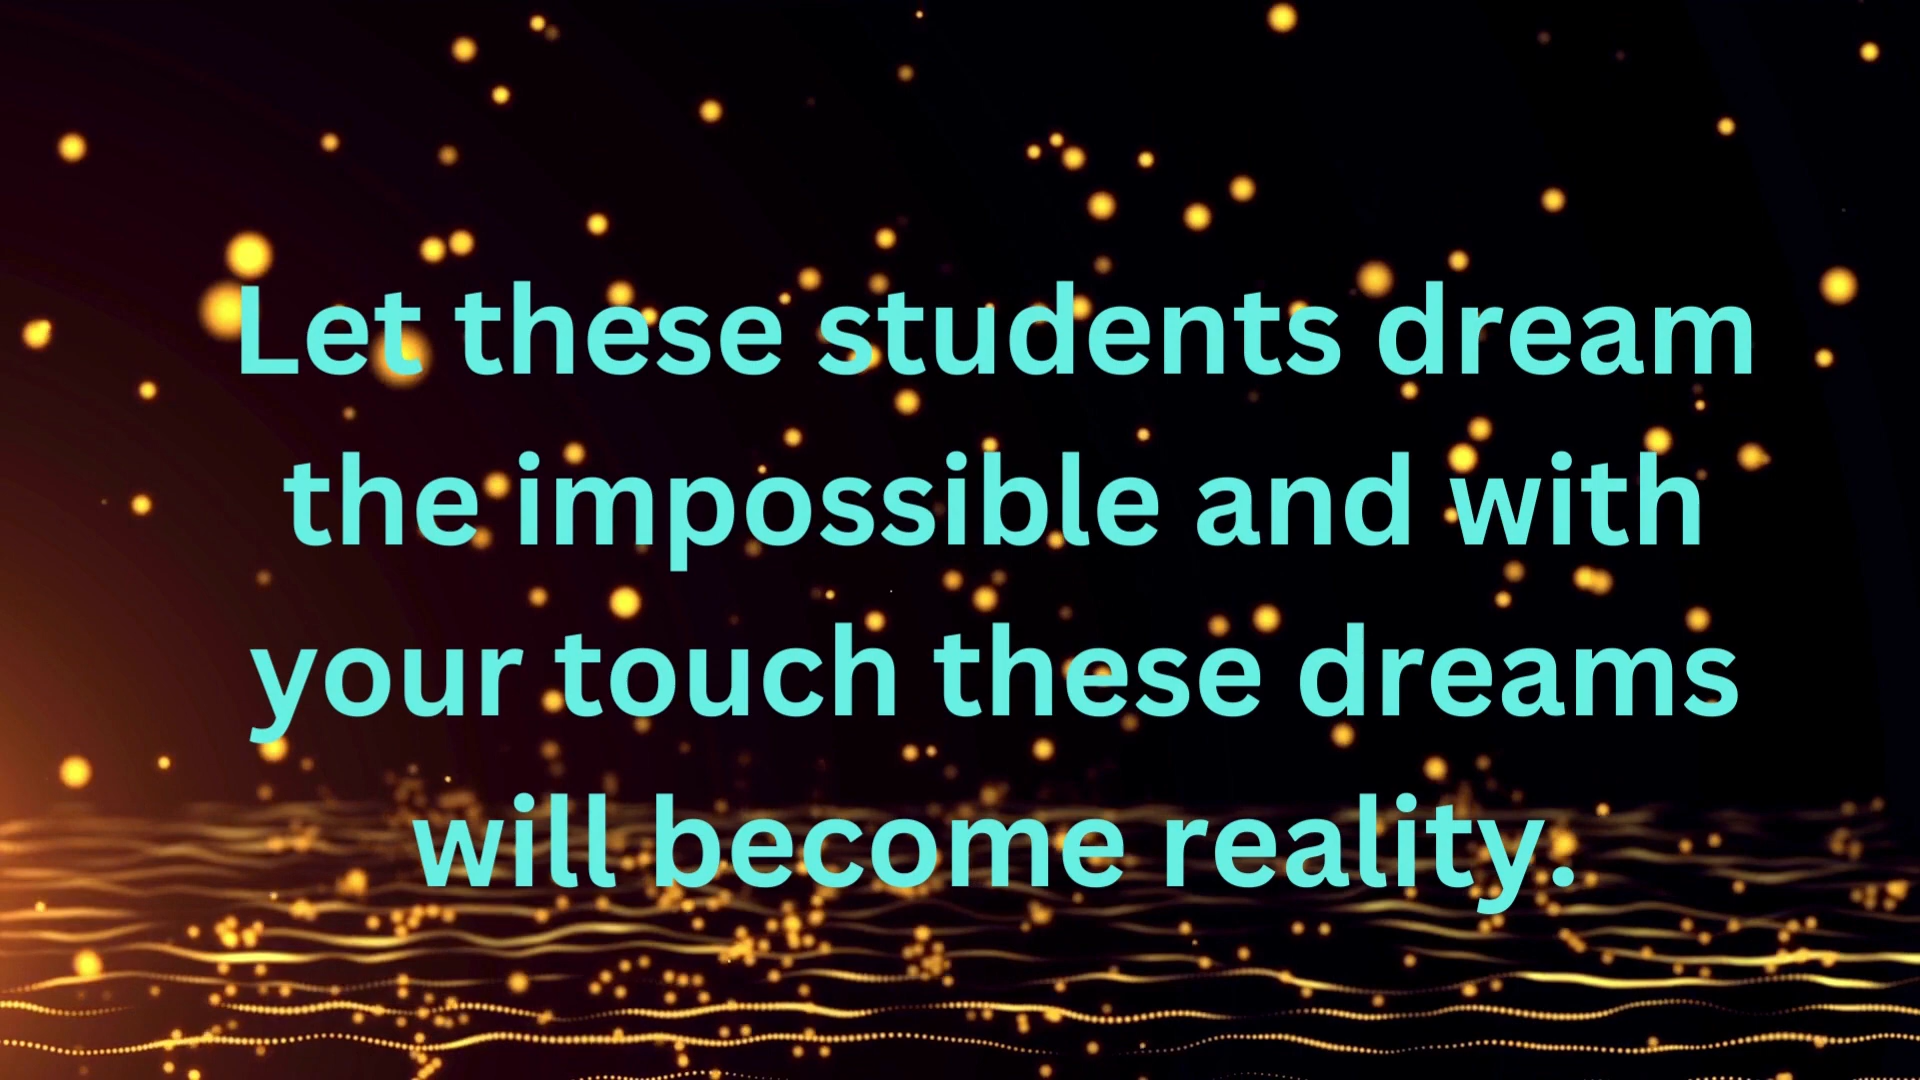 Let these students dream
the impossible and with
your touch these dreams
will become reality.